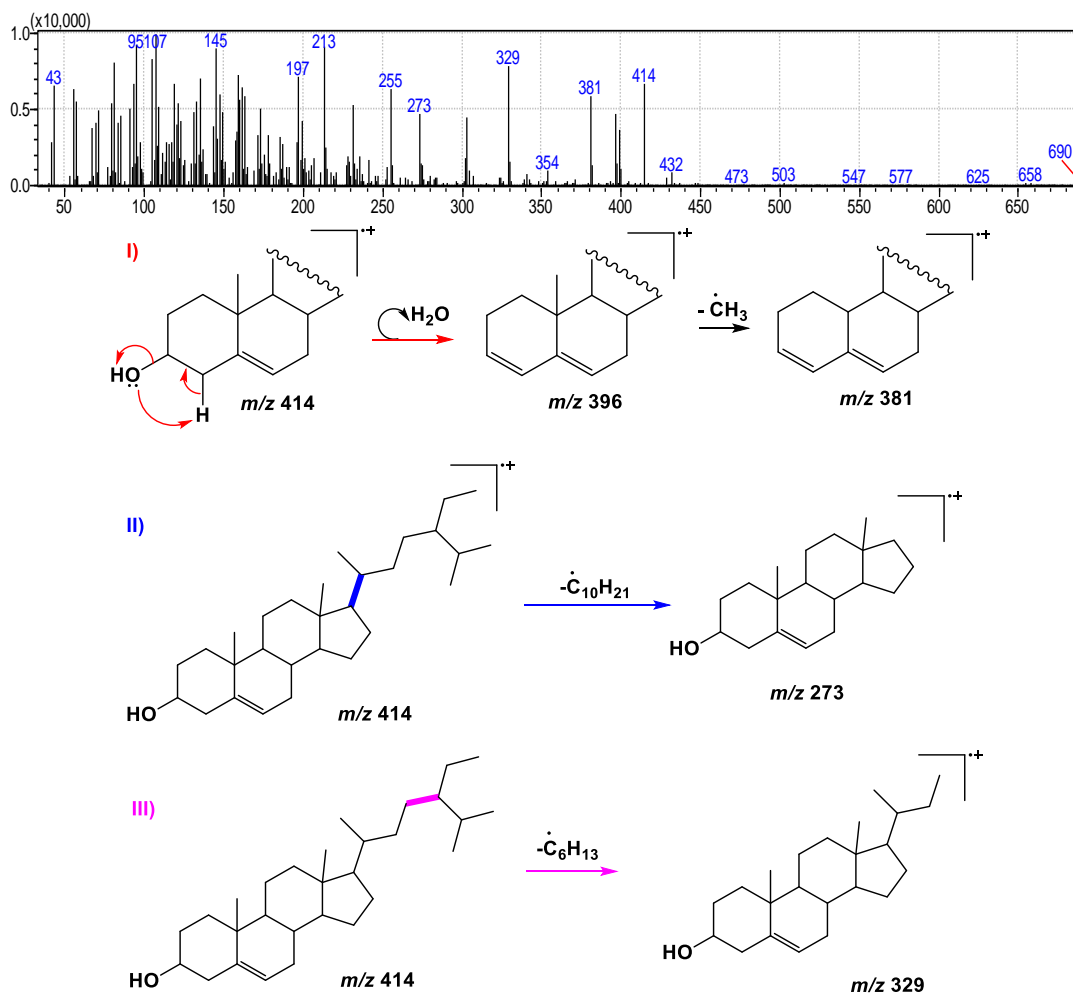 (x10,000)
1.0
0.5
0.0
43
95
107
145
197
213
255
273
329
354
381
414
432
473
503
547
577
625
658
690
50
100
150
200
250
300
350
400
450
500
550
600
650
I)
•+
•+
•+
H₂O
- ĊH₃
HO
H
m/z 414
m/z 396
m/z 381
II)
•+
•+
-Ċ₁₀H₂₁
HO
HO
m/z 414
m/z 273
III)
•+
-Ċ₆H₁₃
HO
HO
m/z 414
m/z 329